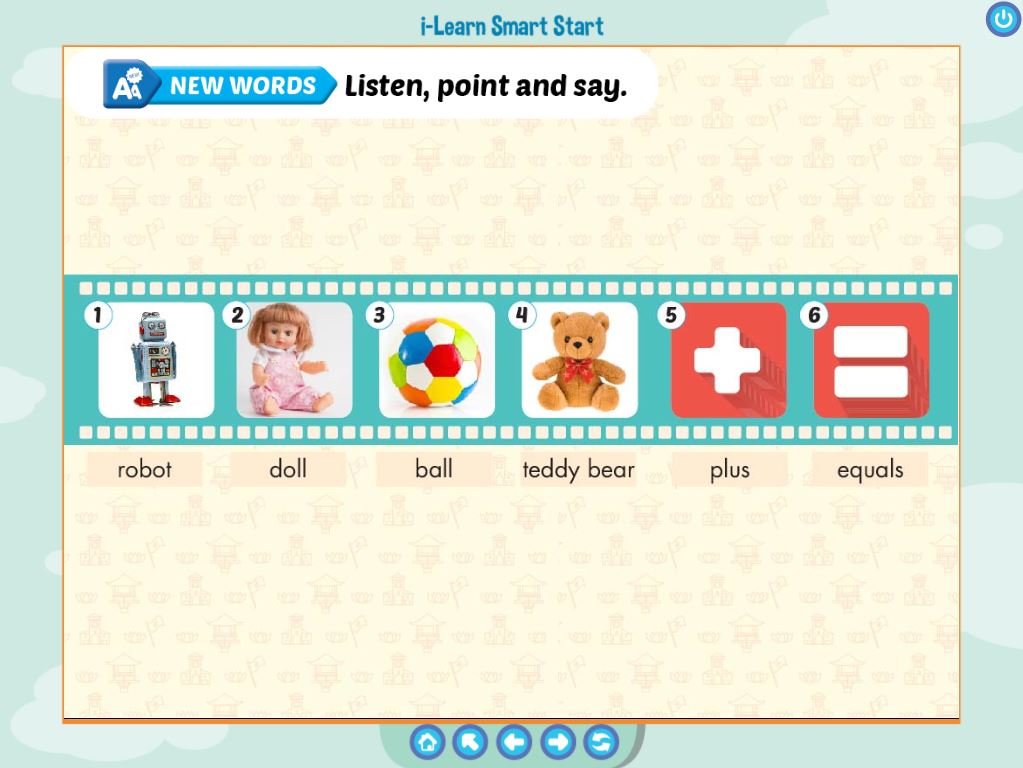 i-Learn Smart Start
NEW WORDS Listen, point and say.
1 2 3 4 5 6
robot doll ball teddy bear plus equals